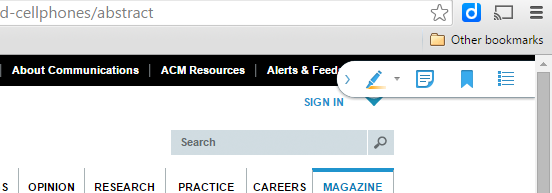 d-cellphones/abstract
Other bookmarks
About Communications | ACM Resources | Alerts & Feed
SIGN IN
Search
S | OPINION | RESEARCH | PRACTICE | CAREERS | MAGAZINE